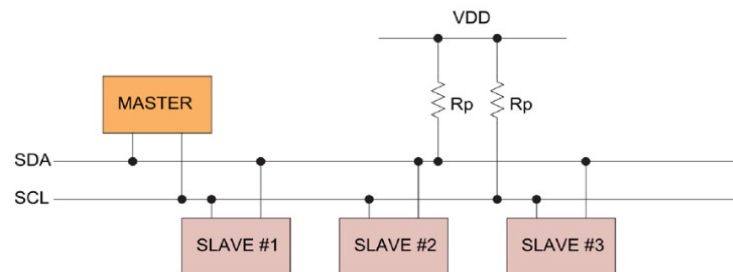 VDD
MASTER
Rp
Rp
SDA
SCL
SLAVE #1
SLAVE #2
SLAVE #3